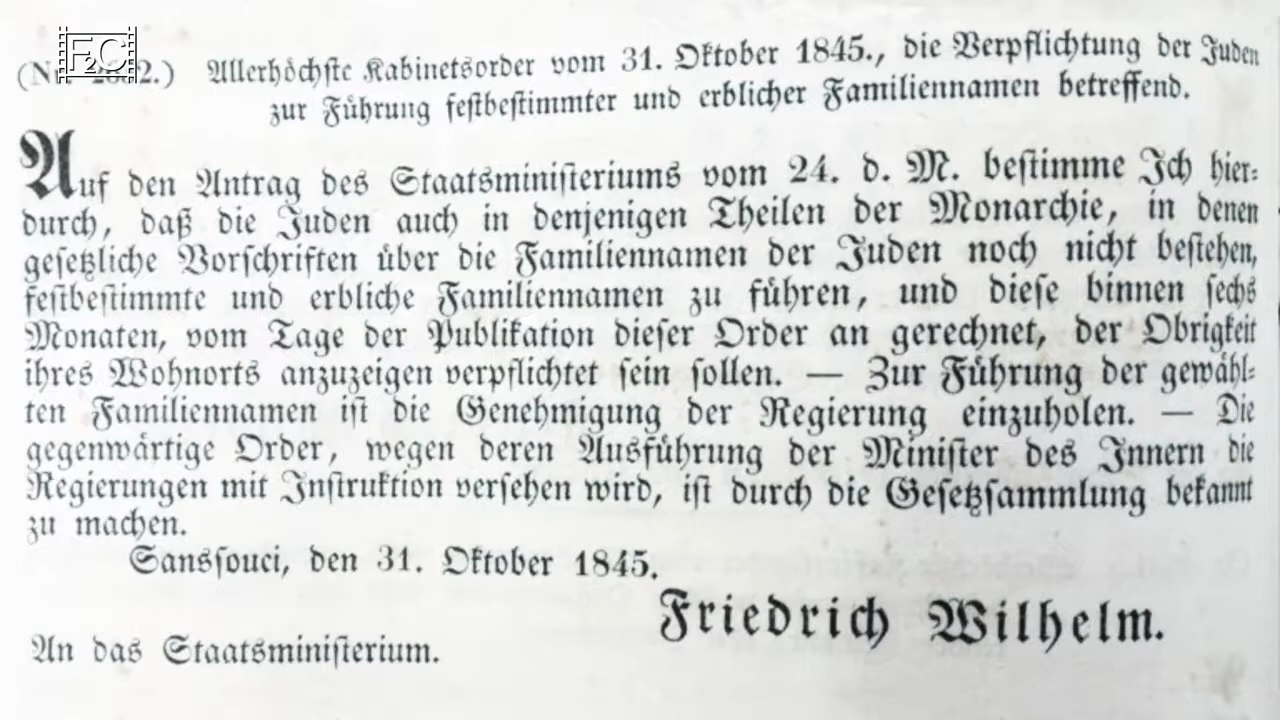 F2C
(Nr. 2682.) Allerhöchste Kabinetsorder vom 31. Oktober 1845., die Verpflichtung der Juden
zur Führung festbestimmter und erblicher Familiennamen betreffend.
Auf den Antrag des Staatsministeriums vom 24. d. M. bestimme Ich hier-
durch, daß die Juden auch in denjenigen Theilen der Monarchie, in denen
gesetzliche Vorschriften über die Familiennamen der Juden noch nicht bestehen,
festbestimmte und erbliche Familiennamen zu führen, und diese binnen sechs
Monaten, vom Tage der Publikation dieser Order an gerechnet, der Obrigkeit
ihres Wohnorts anzuzeigen verpflichtet sein sollen. — Zur Führung der gewähl-
ten Familiennamen ist die Genehmigung der Regierung einzuholen. — Die
gegenwärtige Order, wegen deren Ausführung der Minister des Innern die
Regierungen mit Instruktion versehen wird, ist durch die Gesetzsammlung bekannt
zu machen.
Sanssouci, den 31. Oktober 1845.
Friedrich Wilhelm.
An das Staatsministerium.